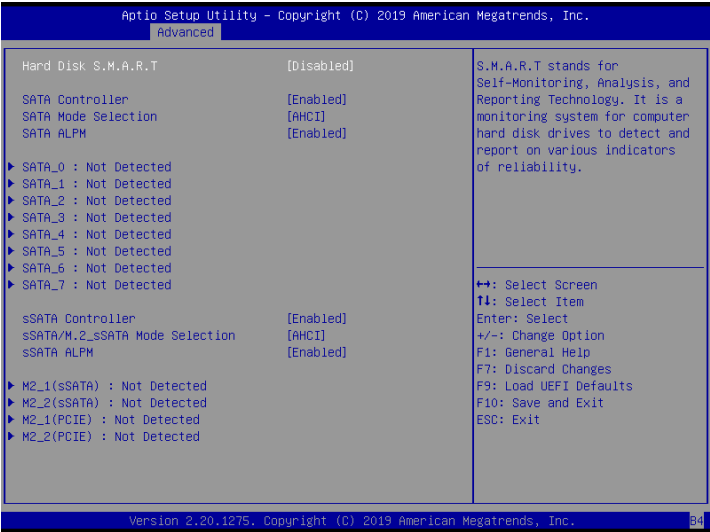 Aptio Setup Utility – Copyright (C) 2019 American Megatrends, Inc.
Advanced
Hard Disk S.M.A.R.T [Disabled]
SATA Controller [Enabled]
SATA Mode Selection [AHCI]
SATA ALPM [Enabled]
▶ SATA_0 : Not Detected
▶ SATA_1 : Not Detected
▶ SATA_2 : Not Detected
▶ SATA_3 : Not Detected
▶ SATA_4 : Not Detected
▶ SATA_5 : Not Detected
▶ SATA_6 : Not Detected
▶ SATA_7 : Not Detected
sSATA Controller [Enabled]
sSATA/M.2_sSATA Mode Selection [AHCI]
sSATA ALPM [Enabled]
▶ M2_1(sSATA) : Not Detected
▶ M2_2(sSATA) : Not Detected
▶ M2_1(PCIE) : Not Detected
▶ M2_2(PCIE) : Not Detected
S.M.A.R.T stands for
Self-Monitoring, Analysis, and
Reporting Technology. It is a
monitoring system for computer
hard disk drives to detect and
report on various indicators
of reliability.
↔: Select Screen
↑↓: Select Item
Enter: Select
+/-: Change Option
F1: General Help
F7: Discard Changes
F9: Load UEFI Defaults
F10: Save and Exit
ESC: Exit
Version 2.20.1275. Copyright (C) 2019 American Megatrends, Inc.
B4